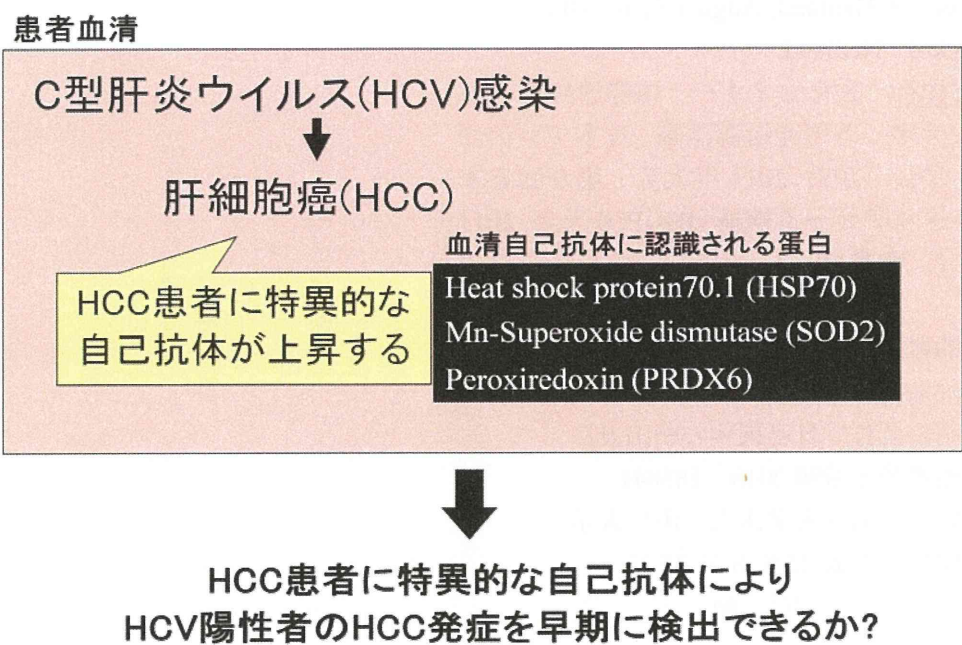 患者血清
C型肝炎ウイルス(HCV)感染
肝細胞癌(HCC)
HCC患者に特異的な
自己抗体が上昇する
血清自己抗体に認識される蛋白
Heat shock protein70.1 (HSP70)
Mn-Superoxide dismutase (SOD2)
Peroxiredoxin (PRDX6)
HCC患者に特異的な自己抗体により
HCV陽性者のHCC発症を早期に検出できるか?